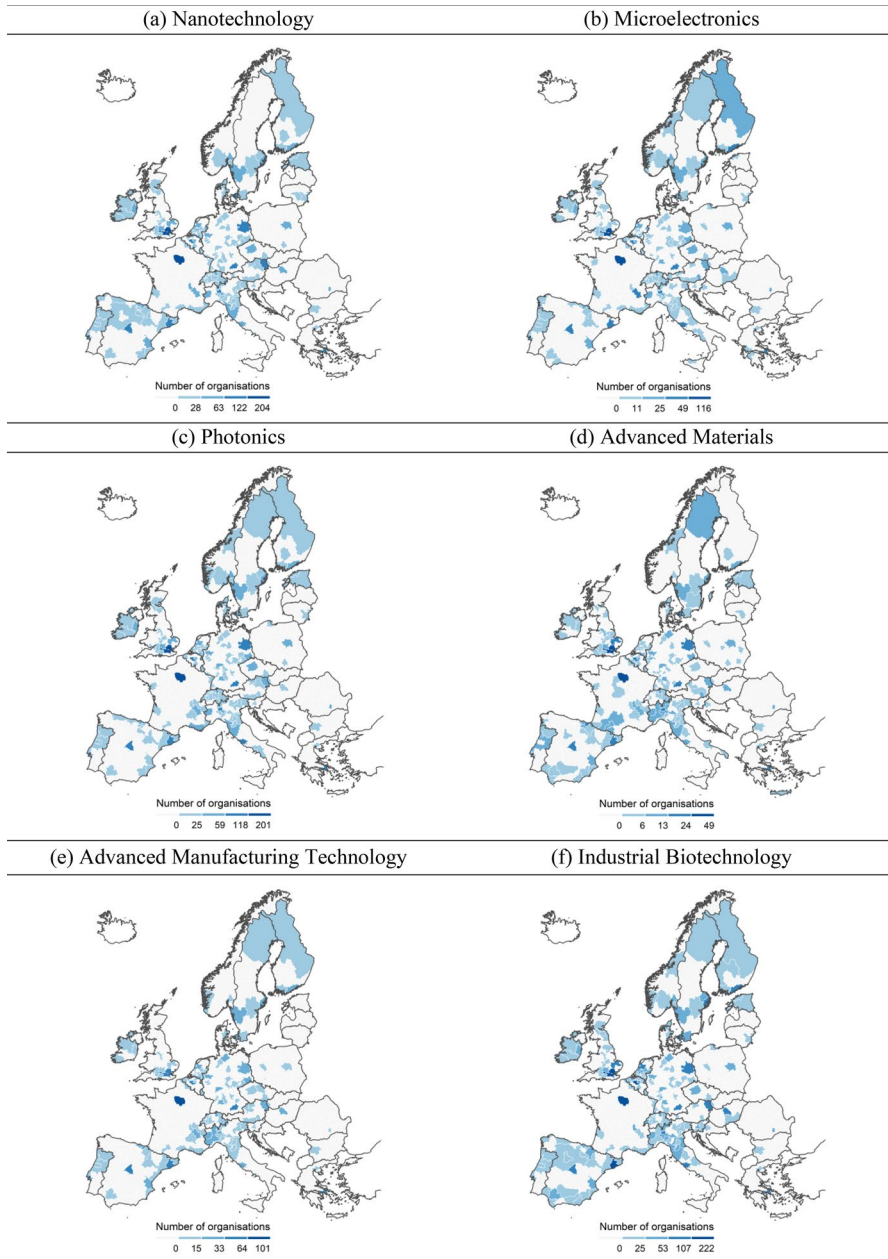 (a) Nanotechnology
(b) Microelectronics
Number of organisations
0 28 63 122 204
Number of organisations
0 11 25 49 116
(c) Photonics
(d) Advanced Materials
Number of organisations
0 25 59 118 201
Number of organisations
0 6 13 24 49
(e) Advanced Manufacturing Technology
(f) Industrial Biotechnology
Number of organisations
0 15 33 64 101
Number of organisations
0 25 53 107 222